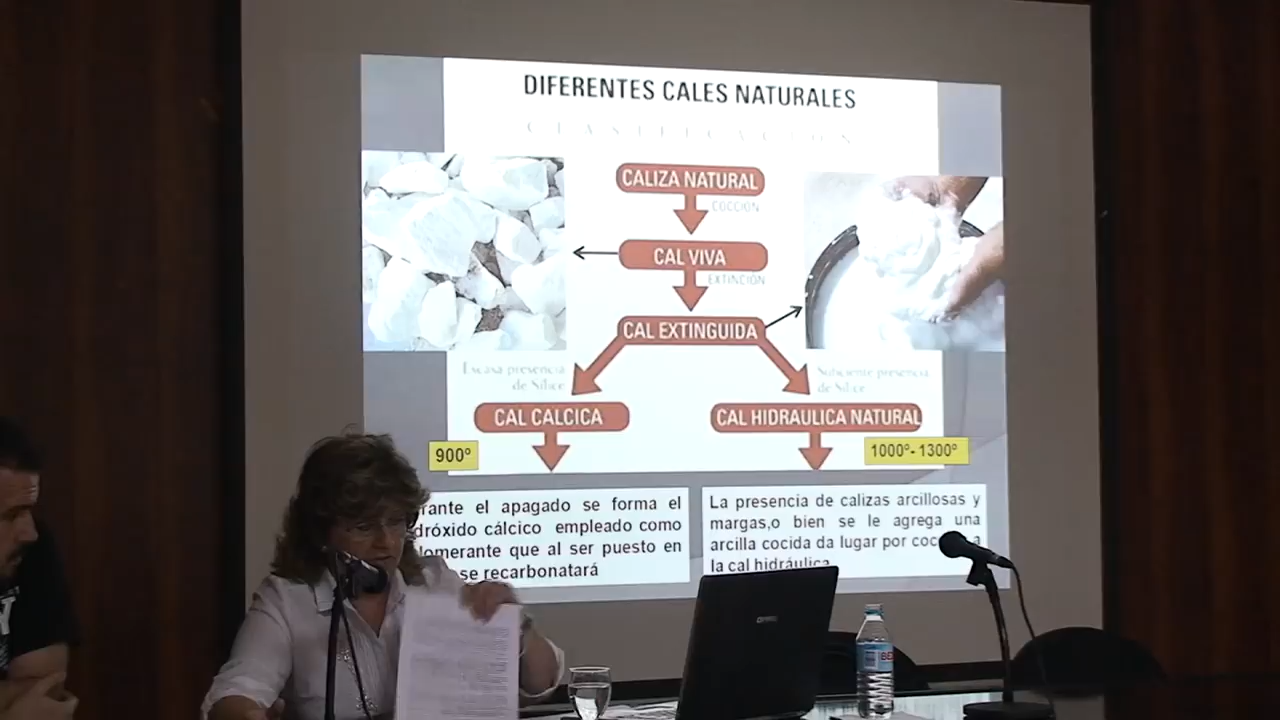 DIFERENTES CALES NATURALES
CLASIFICACIÓN
CALIZA NATURAL
COCCIÓN
CAL VIVA
EXTINCIÓN
CAL EXTINGUIDA
Escasa presencia
de Sílice
Suficiente presencia
de Sílice
CAL CALCICA
CAL HIDRAULICA NATURAL
900º
1000º-1300º
rante el apagado se forma el
dróxido cálcico empleado como
lomerante que al ser puesto en
se recarbonatará
La presencia de calizas arcillosas y
margas,o bien se le agrega una
arcilla cocida da lugar por coc a
la cal hidráulica